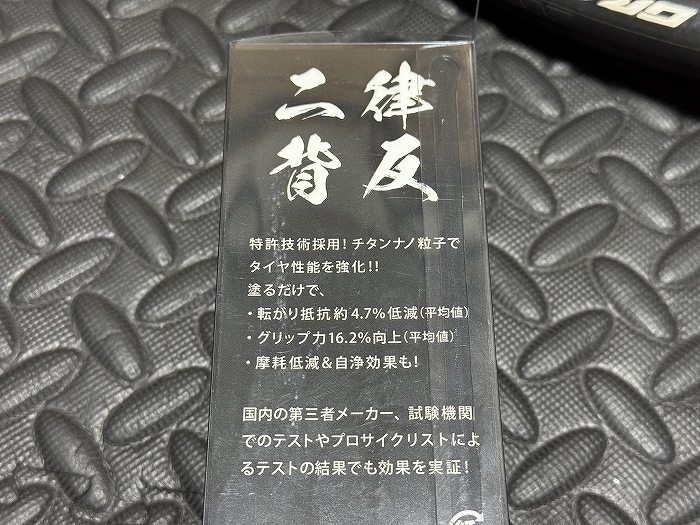 二律
背反
特許技術採用！チタンナノ粒子で
タイヤ性能を強化！！
塗るだけで、
・転がり抵抗約4.7%低減（平均値）
・グリップ力16.2%向上（平均値）
・摩耗低減＆自浄効果も！
国内の第三者メーカー、試験機関
でのテストやプロサイクリストによ
るテストの結果でも効果を実証！